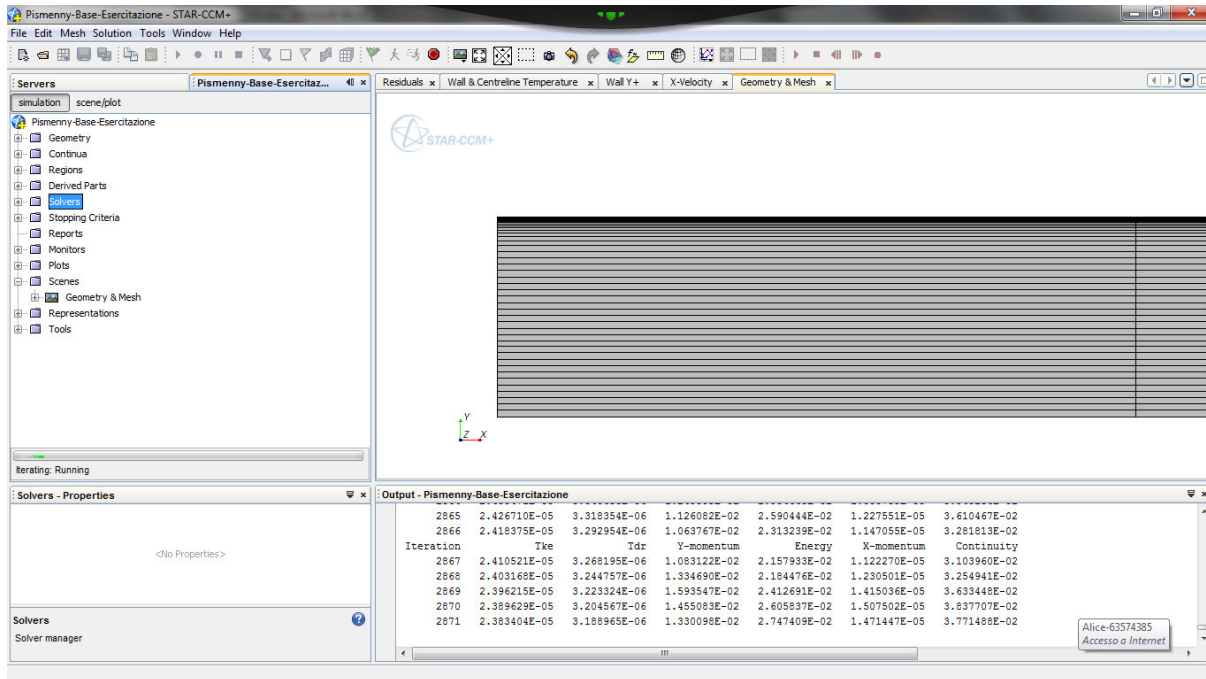 Pismenny-Base-Esercitazione - STAR-CCM+
File Edit Mesh Solution Tools Window Help
Servers
Pismenny-Base-Esercitaz...
simulation scene/plot
Pismenny-Base-Esercitazione
Geometry
Continua
Regions
Derived Parts
Solvers
Stopping Criteria
Reports
Monitors
Plots
Scenes
Geometry & Mesh
Representations
Tools
Iterating: Running
Solvers - Properties
<No Properties>
Solvers
Solver manager
Residuals Wall & Centreline Temperature Wall Y+ X-Velocity Geometry & Mesh
STAR-CCM+
Y
Z X
Output - Pismenny-Base-Esercitazione
2865 2.426710E-05 3.318354E-06 1.126082E-02 2.590444E-02 1.227551E-05 3.610467E-02
2866 2.418375E-05 3.292954E-06 1.063767E-02 2.313239E-02 1.147055E-05 3.281813E-02
Iteration Tke Tdr Y-momentum Energy X-momentum Continuity
2867 2.410521E-05 3.268195E-06 1.083122E-02 2.157933E-02 1.122270E-05 3.103960E-02
2868 2.403168E-05 3.244757E-06 1.334690E-02 2.184476E-02 1.230501E-05 3.254941E-02
2869 2.396215E-05 3.223324E-06 1.593547E-02 2.412691E-02 1.415036E-05 3.633448E-02
2870 2.389629E-05 3.204567E-06 1.455083E-02 2.605837E-02 1.507502E-05 3.837707E-02
2871 2.383404E-05 3.188965E-06 1.330098E-02 2.747409E-02 1.471447E-05 3.771488E-02
Alice-63574385
Accesso a Internet